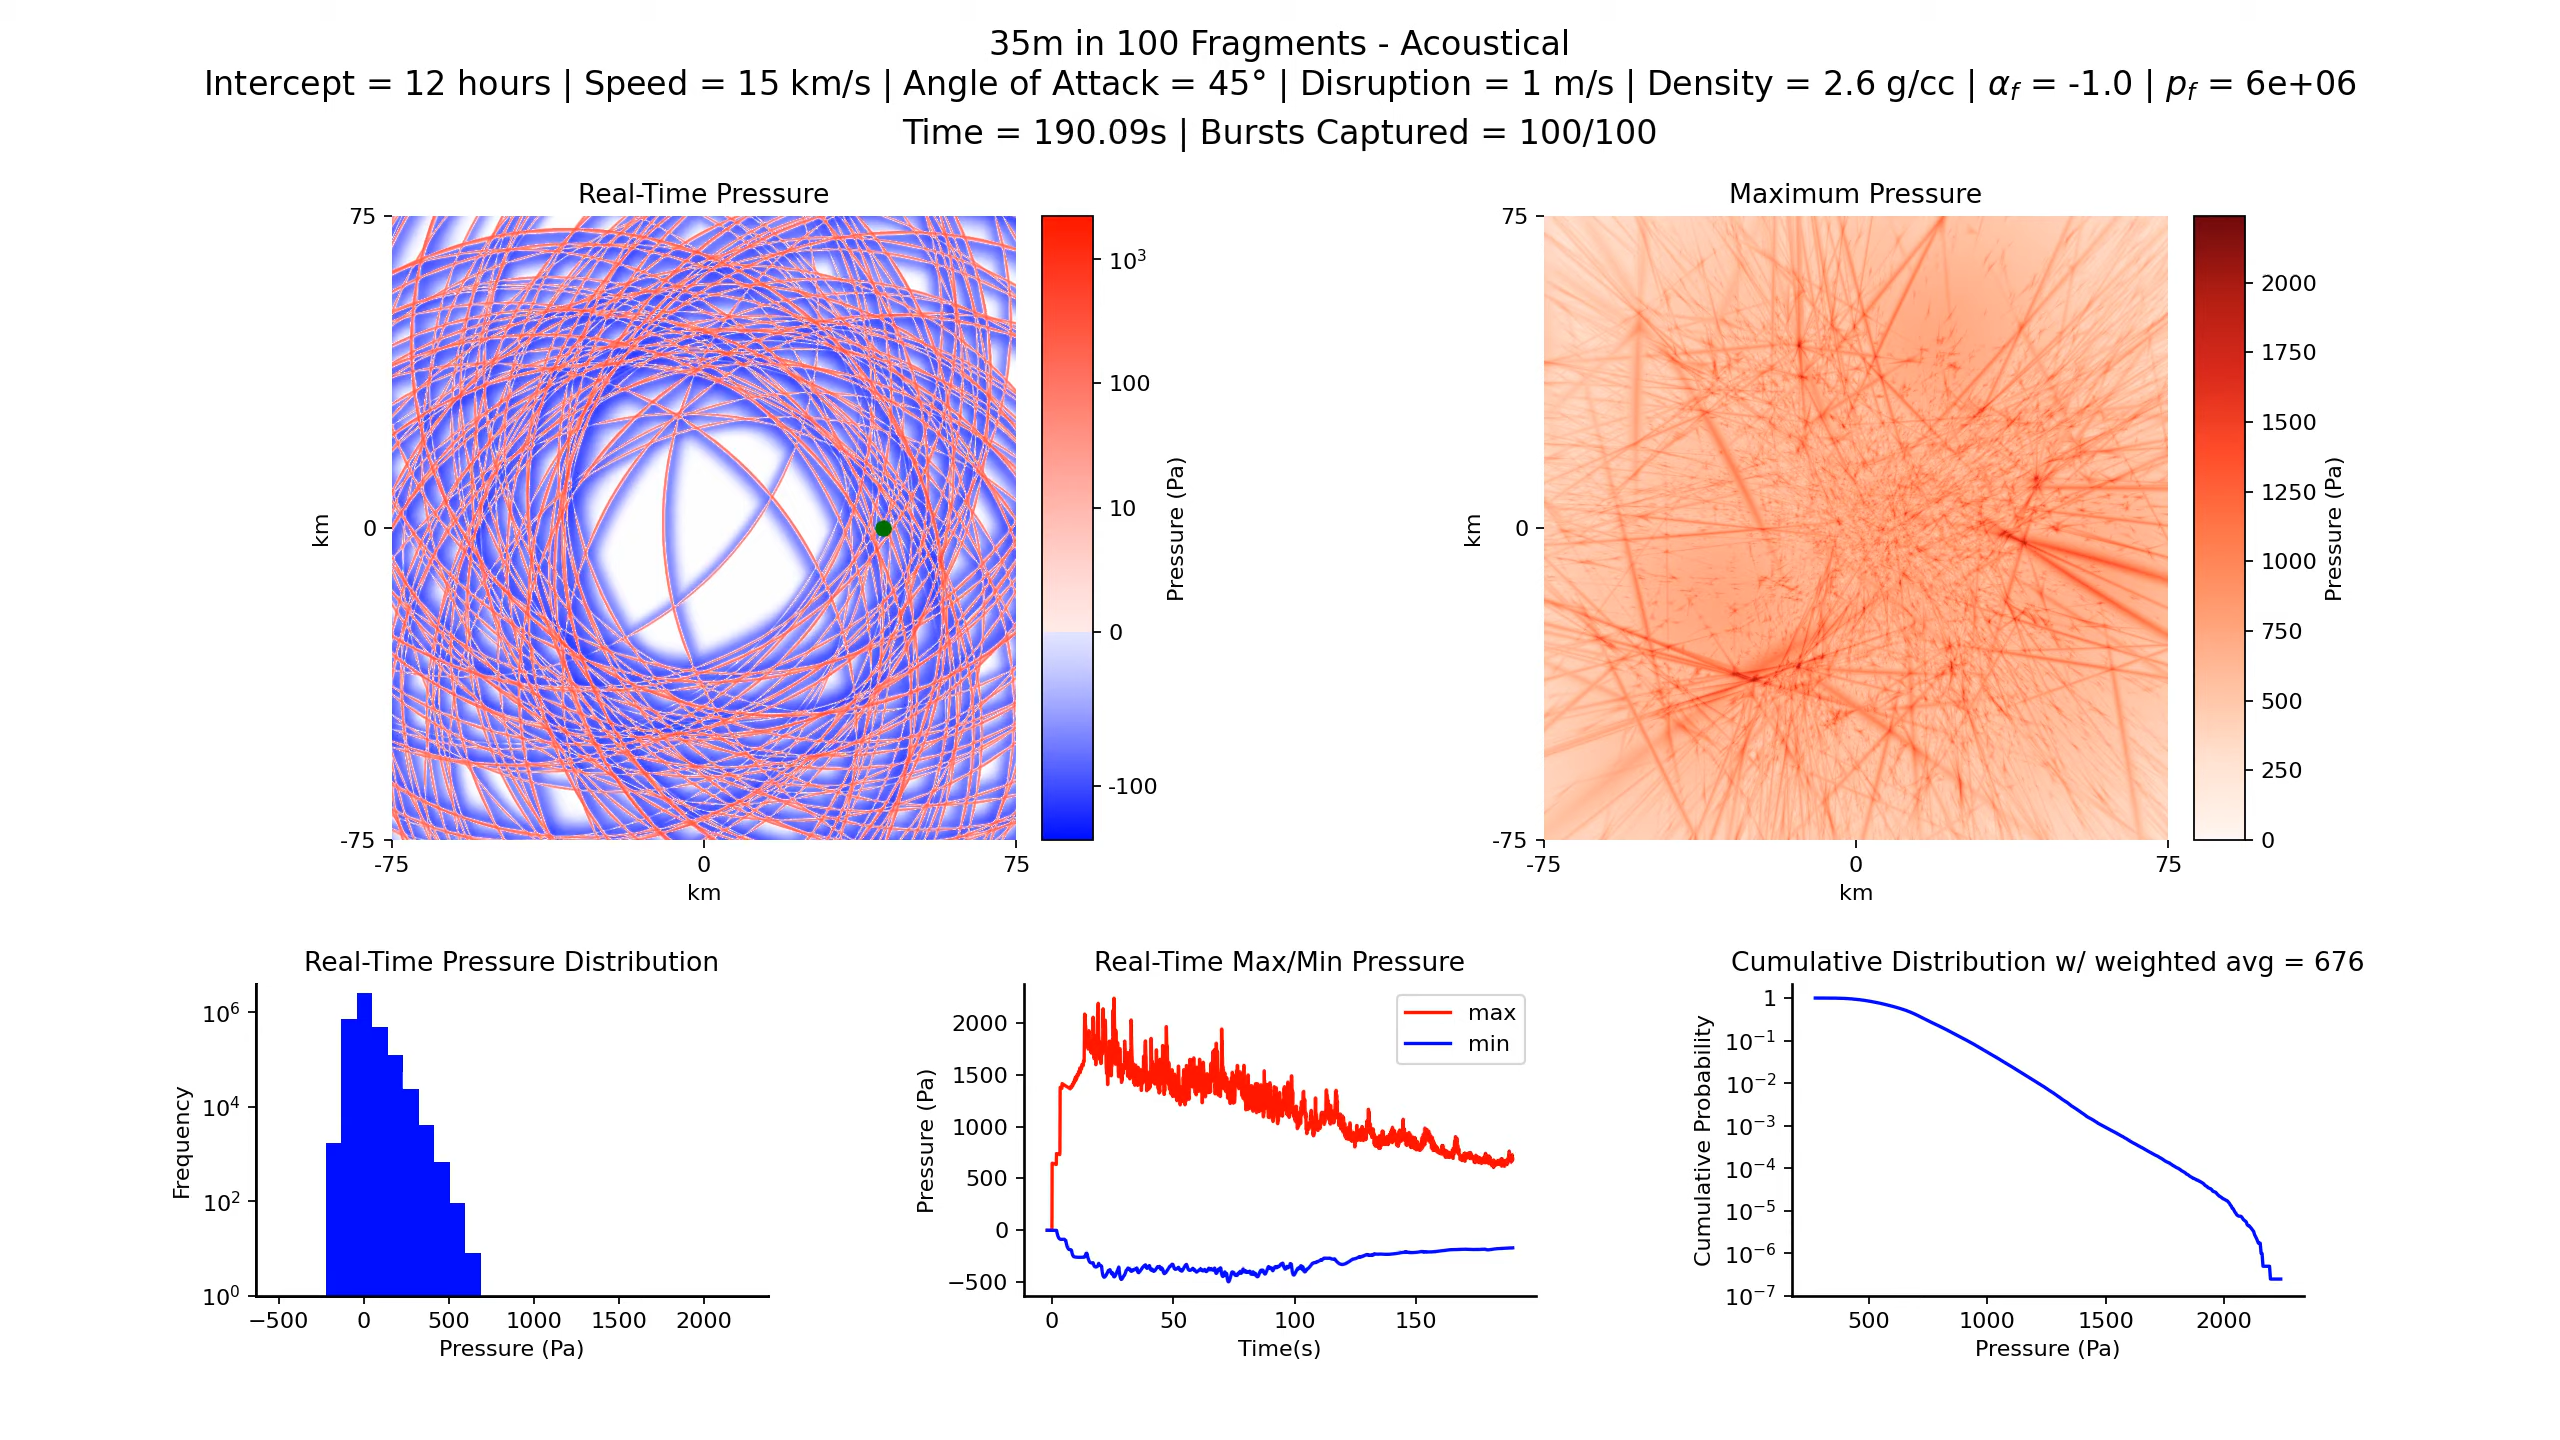 35m in 100 Fragments - Acoustical
Intercept = 12 hours | Speed = 15 km/s | Angle of Attack = 45° | Disruption = 1 m/s | Density = 2.6 g/cc | α_f = -1.0 | p_f = 6e+06
Time = 190.09s | Bursts Captured = 100/100
Real-Time Pressure
75
0
-75
km
-75 0 75
km
10³
100
10
0
-100
Pressure (Pa)
Maximum Pressure
75
0
-75
km
-75 0 75
km
2000
1750
1500
1250
1000
750
500
250
0
Pressure (Pa)
Real-Time Pressure Distribution
10⁶
10⁴
10²
10⁰
Frequency
−500 0 500 1000 1500 2000
Pressure (Pa)
Real-Time Max/Min Pressure
max
min
2000
1500
1000
500
0
−500
Pressure (Pa)
0 50 100 150
Time(s)
Cumulative Distribution w/ weighted avg = 676
1
10⁻¹
10⁻²
10⁻³
10⁻⁴
10⁻⁵
10⁻⁶
10⁻⁷
Cumulative Probability
500 1000 1500 2000
Pressure (Pa)